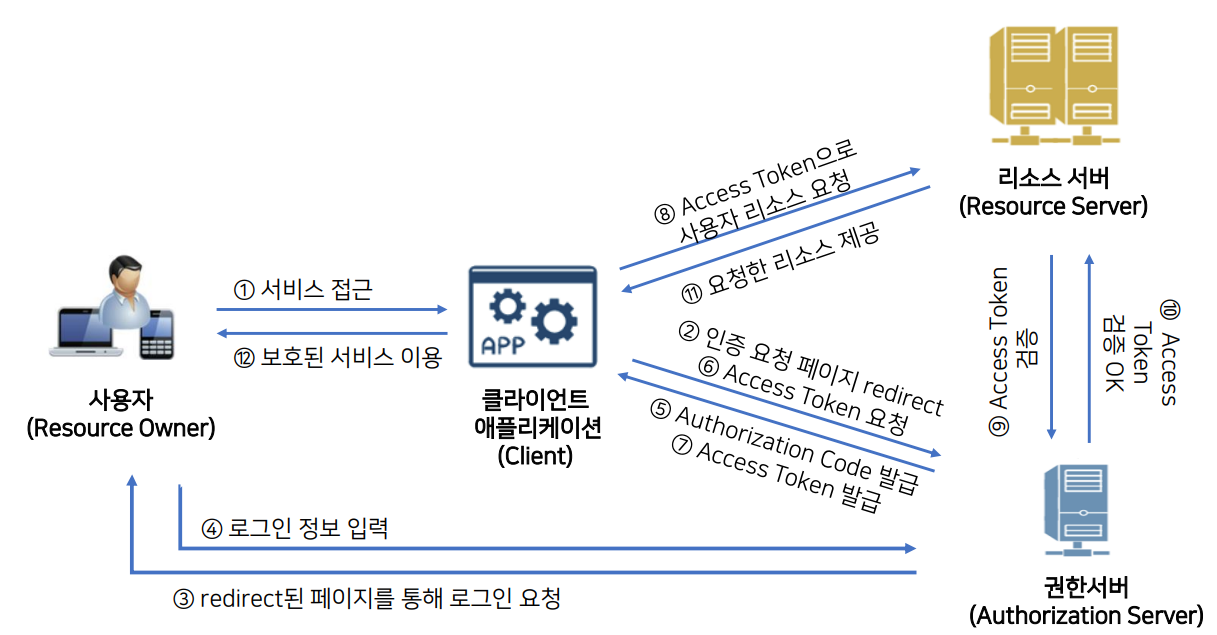 리소스 서버
(Resource Server)
⑧ Access Token으로
사용자 리소스 요청
⑪ 요청한 리소스 제공
① 서비스 접근
⑫ 보호된 서비스 이용
APP
사용자
(Resource Owner)
클라이언트
애플리케이션
(Client)
② 인증 요청 페이지 redirect
⑥ Access Token 요청
⑤ Authorization Code 발급
⑦ Access Token 발급
⑨ Access Token
검증
⑩ Access
Token
검증 OK
④ 로그인 정보 입력
③ redirect된 페이지를 통해 로그인 요청
권한서버
(Authorization Server)